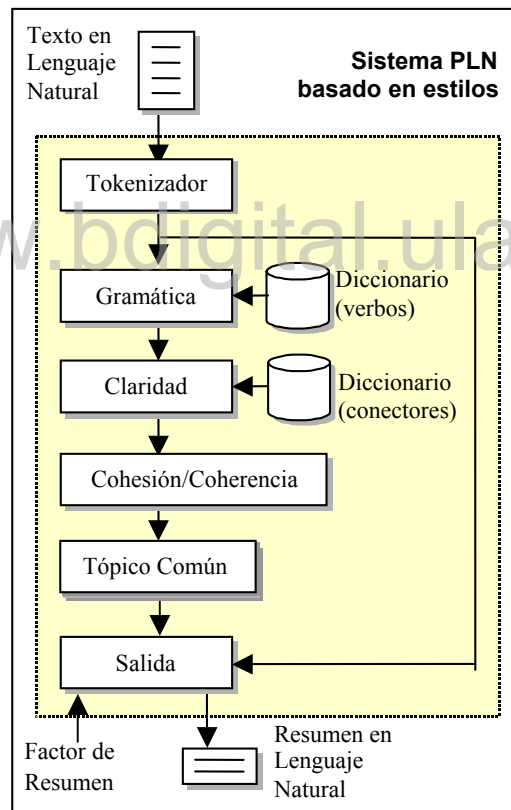 Texto en
Lenguaje
Natural
Sistema PLN
basado en estilos
Tokenizador
w.bdigital.ula
Gramática
Diccionario
(verbos)
Claridad
Diccionario
(conectores)
Cohesión/Coherencia
Tópico Común
Salida
Factor de
Resumen
Resumen en
Lenguaje
Natural